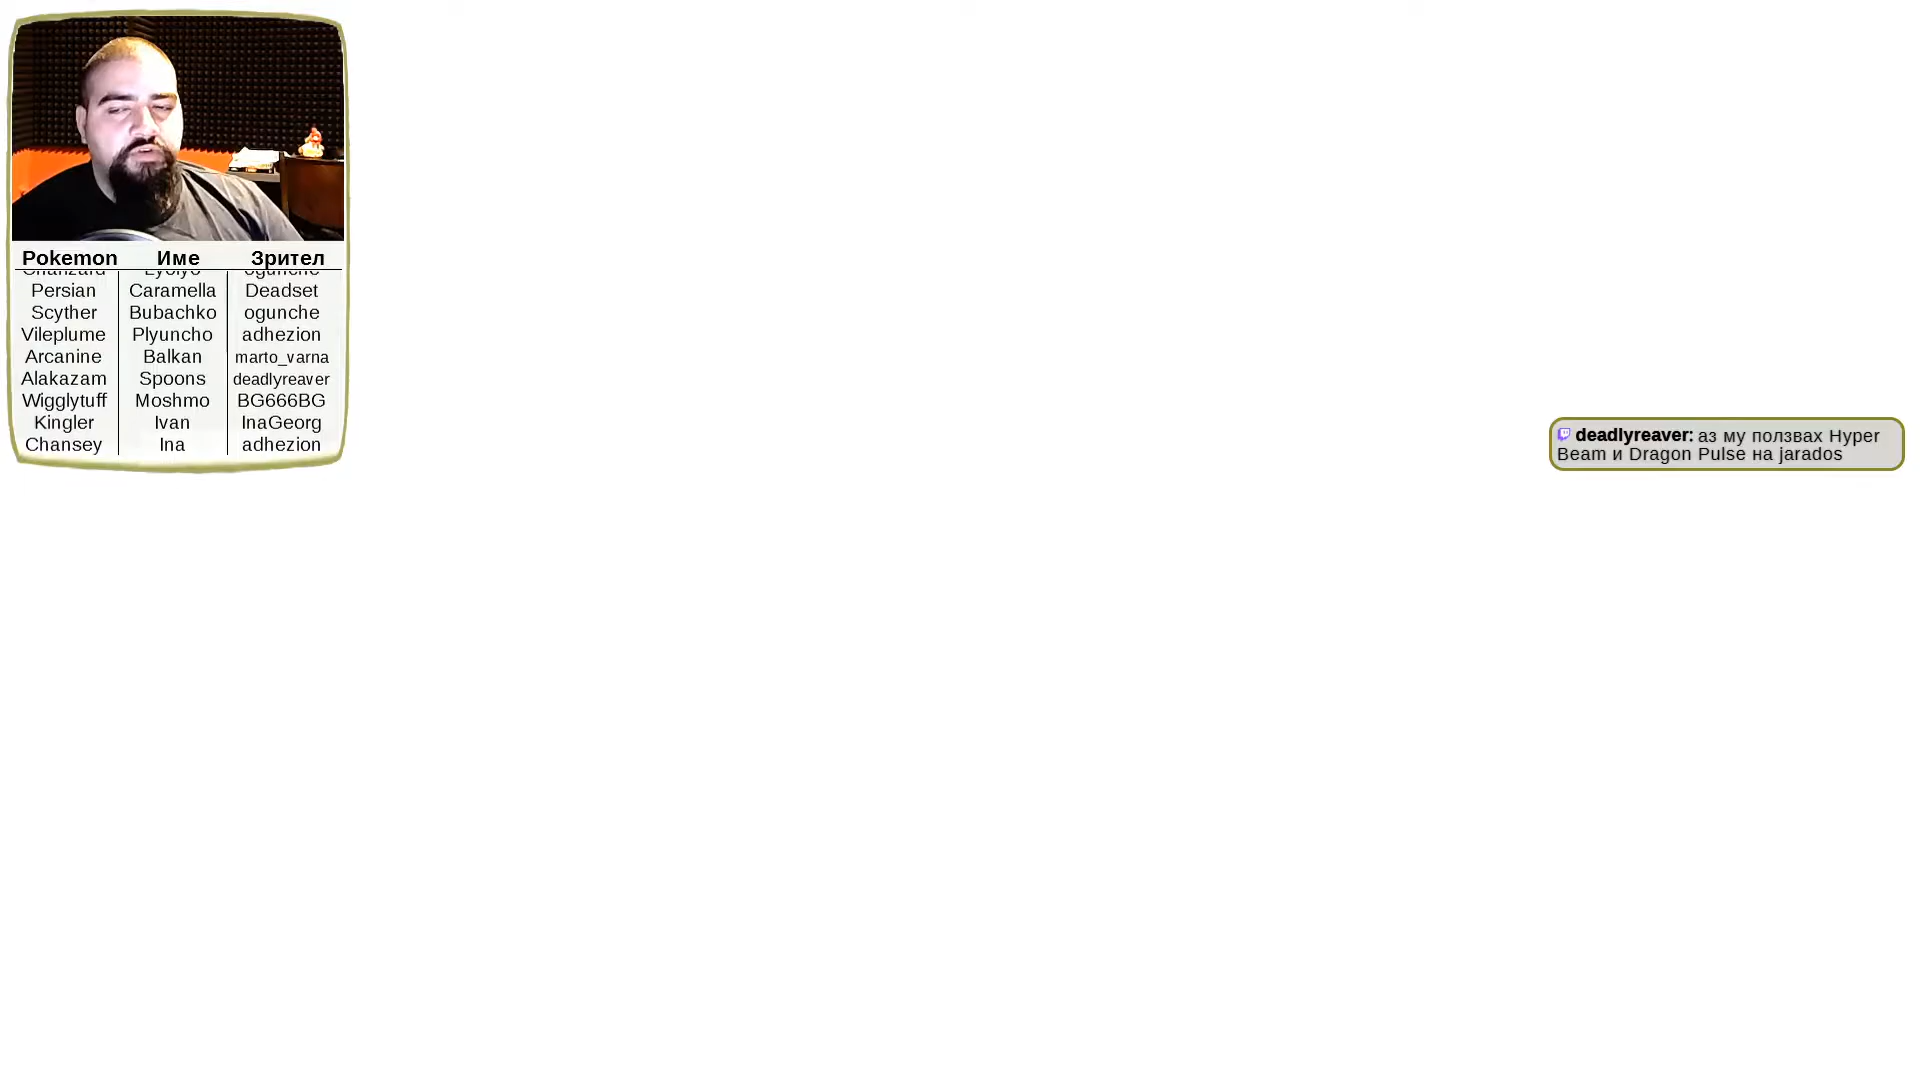 Pokemon Име Зрител
Persian Caramella Deadset
Scyther Bubachko ogunche
Vileplume Plyuncho adhezion
Arcanine Balkan marto_varna
Alakazam Spoons deadlyreaver
Wigglytuff Moshmo BG666BG
Kingler Ivan InaGeorg
Chansey Ina adhezion
deadlyreaver: аз му ползвах Hyper
Beam и Dragon Pulse на jarados